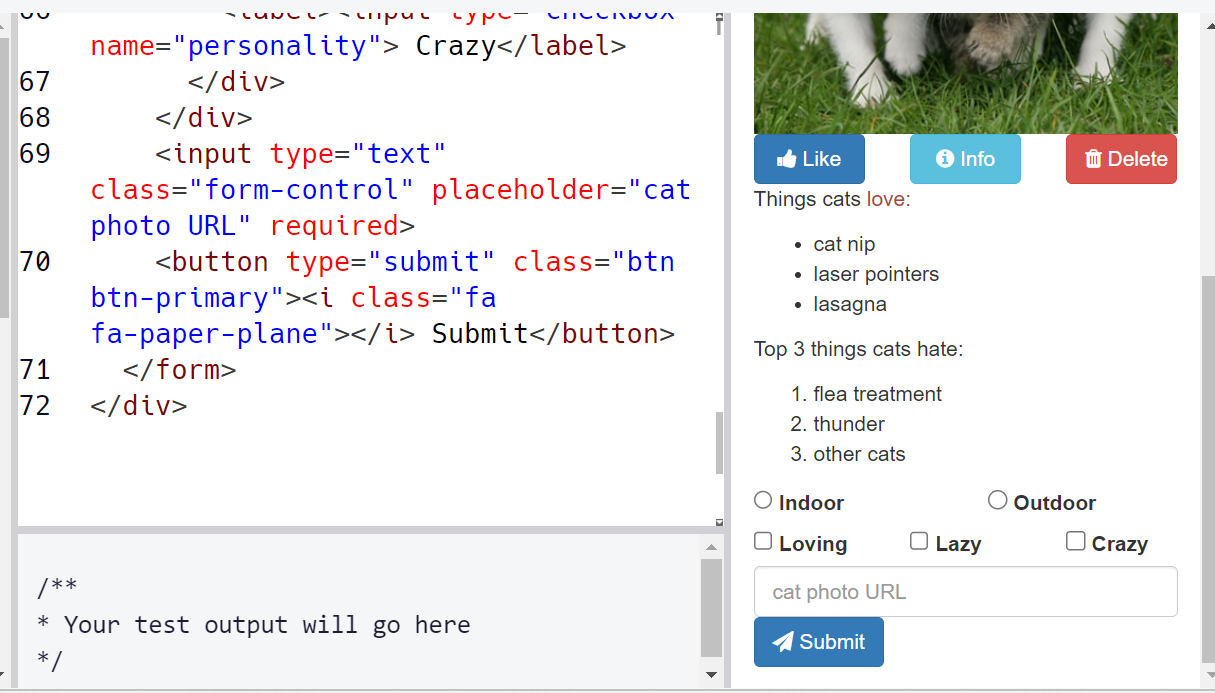 66 <label><input type="checkbox"
name="personality"> Crazy</label>
67 </div>
68 </div>
69 <input type="text"
class="form-control" placeholder="cat
photo URL" required>
70 <button type="submit" class="btn
btn-primary"><i class="fa
fa-paper-plane"></i> Submit</button>
71 </form>
72 </div>
/**
* Your test output will go here
*/
Like Info Delete
Things cats love:
• cat nip
• laser pointers
• lasagna
Top 3 things cats hate:
1. flea treatment
2. thunder
3. other cats
Indoor Outdoor
Loving Lazy Crazy
cat photo URL
Submit